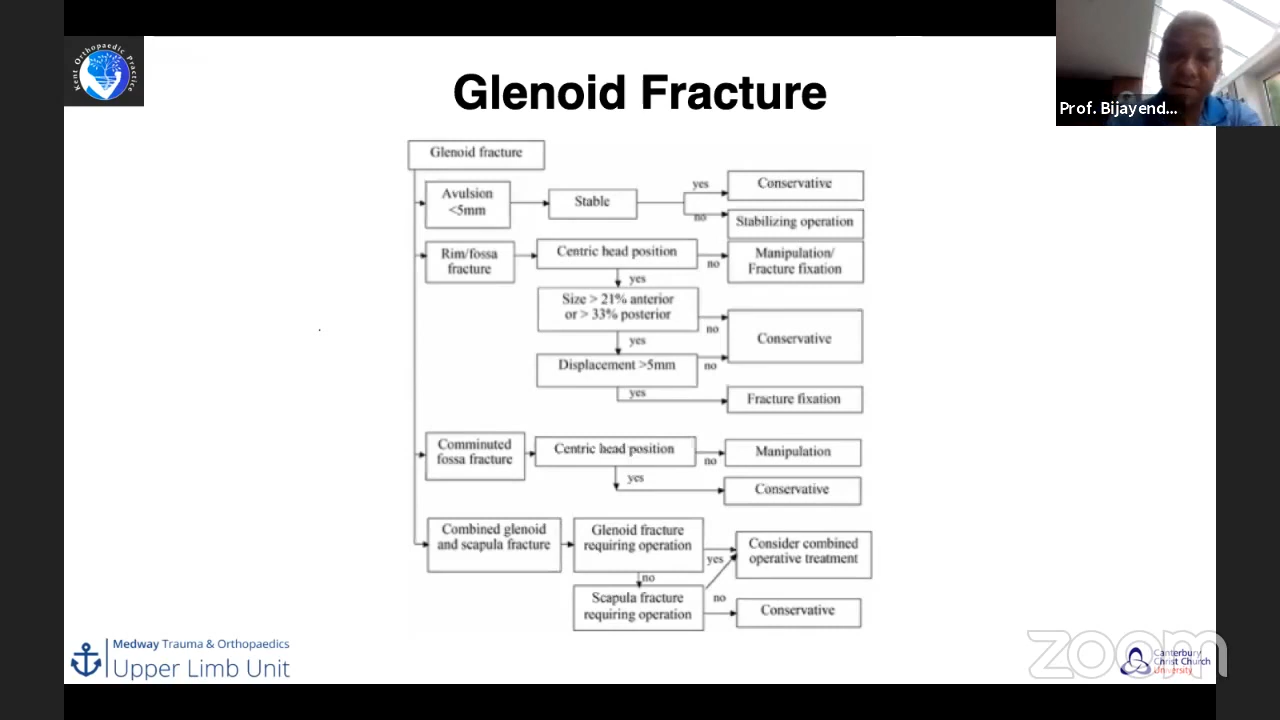 Kent Orthopaedic Practice
Glenoid Fracture
Prof. Bijayend...
Glenoid fracture
Avulsion
<5mm
Stable
yes
Conservative
no
Stabilizing operation
Rim/fossa
fracture
Centric head position
no
Manipulation/
Fracture fixation
yes
Size > 21% anterior
or > 33% posterior
no
Conservative
yes
Displacement >5mm
no
yes
Fracture fixation
Comminuted
fossa fracture
Centric head position
no
Manipulation
yes
Conservative
Combined glenoid
and scapula fracture
Glenoid fracture
requiring operation
yes
Consider combined
operative treatment
no
Scapula fracture
requiring operation
no
Conservative
Medway Trauma & Orthopaedics
Upper Limb Unit
zoom
Canterbury
Christ Church
University